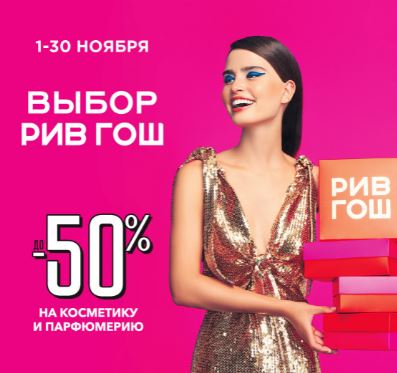 1-30 НОЯБРЯ
ВЫБОР
РИВ ГОШ
ДО
-50%
НА КОСМЕТИКУ
И ПАРФЮМЕРИЮ
РИВ
ГОШ